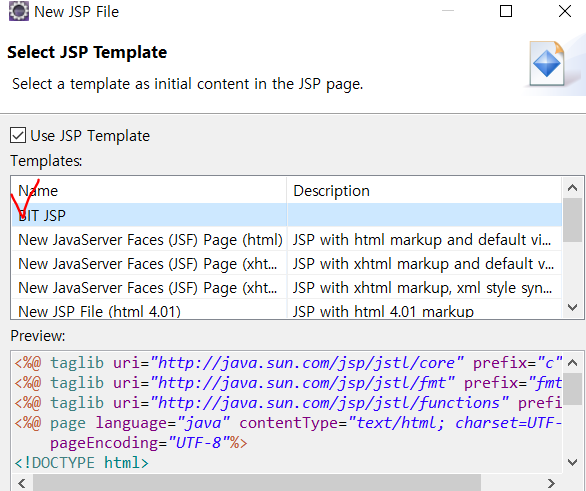 New JSP File
Select JSP Template
Select a template as initial content in the JSP page.
Use JSP Template
Templates:
Name Description
BIT JSP
New JavaServer Faces (JSF) Page (html) JSP with html markup and default vi...
New JavaServer Faces (JSF) Page (xht... JSP with xhtml markup and default v...
New JavaServer Faces (JSF) Page (xht... JSP with xhtml markup, xml style syn...
New JSP File (html 4.01) JSP with html 4.01 markup
Preview:
<%@ taglib uri="http://java.sun.com/jsp/jstl/core" prefix="c"
<%@ taglib uri="http://java.sun.com/jsp/jstl/fmt" prefix="fmt
<%@ taglib uri="http://java.sun.com/jsp/jstl/functions" prefi
<%@ page language="java" contentType="text/html; charset=UTF-
pageEncoding="UTF-8"%>
<!DOCTYPE html>